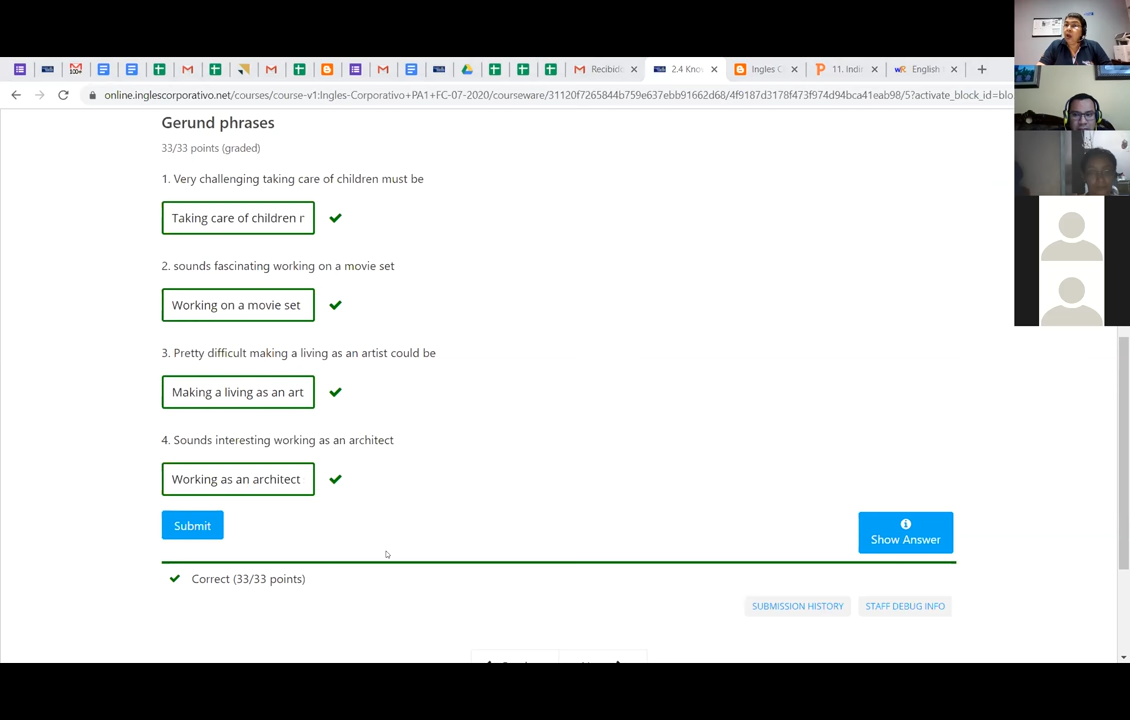 100+
Recibido
2.4 Kno
Ingles C
11. Indi
English
online.inglescorporativo.net/courses/course-v1:Ingles-Corporativo+PA1+FC-07-2020/courseware/31120f7265844b759e637ebb91662d68/4f9187d3178f473f974d94bca41eab98/5?activate_block_id=blo
Gerund phrases
33/33 points (graded)
1. Very challenging taking care of children must be
Taking care of children r
2. sounds fascinating working on a movie set
Working on a movie set
3. Pretty difficult making a living as an artist could be
Making a living as an art
4. Sounds interesting working as an architect
Working as an architect
Submit
Show Answer
Correct (33/33 points)
SUBMISSION HISTORY
STAFF DEBUG INFO